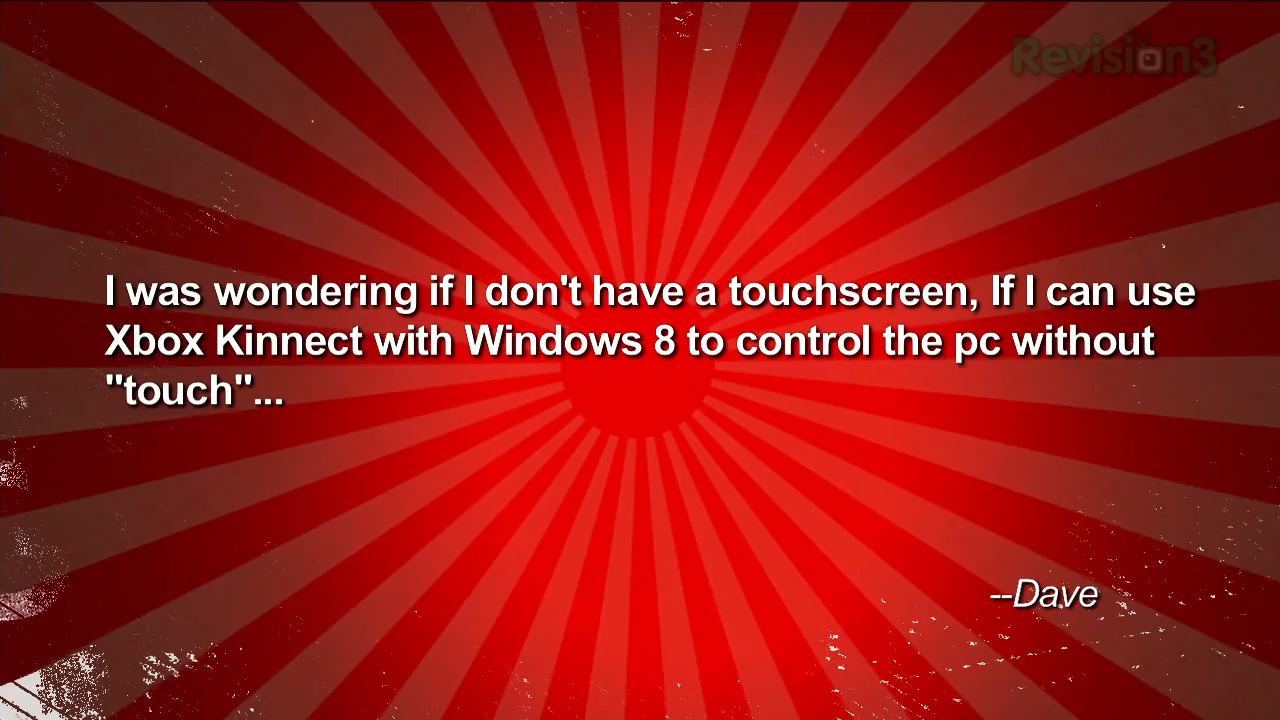 Revision3
I was wondering if I don't have a touchscreen, If I can use
Xbox Kinnect with Windows 8 to control the pc without
"touch"...
--Dave